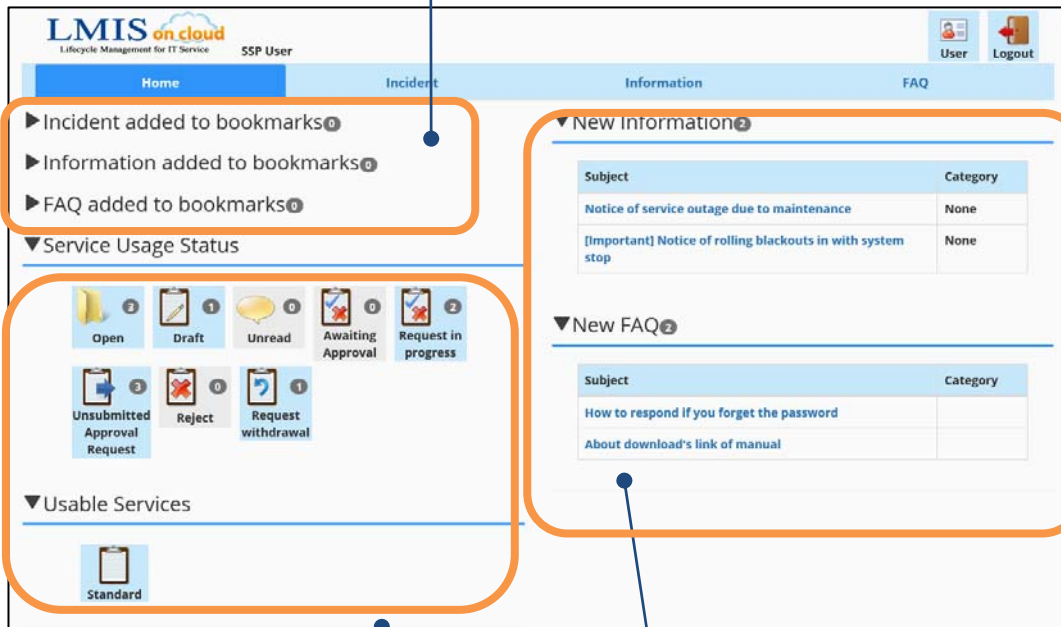 LMIS on cloud
Lifecycle Management for IT Service
SSP User
User
Logout
Home
Incident
Information
FAQ
Incident added to bookmarks 0
Information added to bookmarks 0
FAQ added to bookmarks 0
Service Usage Status
3
Open
1
Draft
0
Unread
0
Awaiting
Approval
2
Request in
progress
3
Unsubmitted
Approval
Request
0
Reject
1
Request
withdrawal
Usable Services
Standard
New Information 2
Subject
Category
Notice of service outage due to maintenance
None
[Important] Notice of rolling blackouts in with system
stop
None
New FAQ 2
Subject
Category
How to respond if you forget the password
About download's link of manual